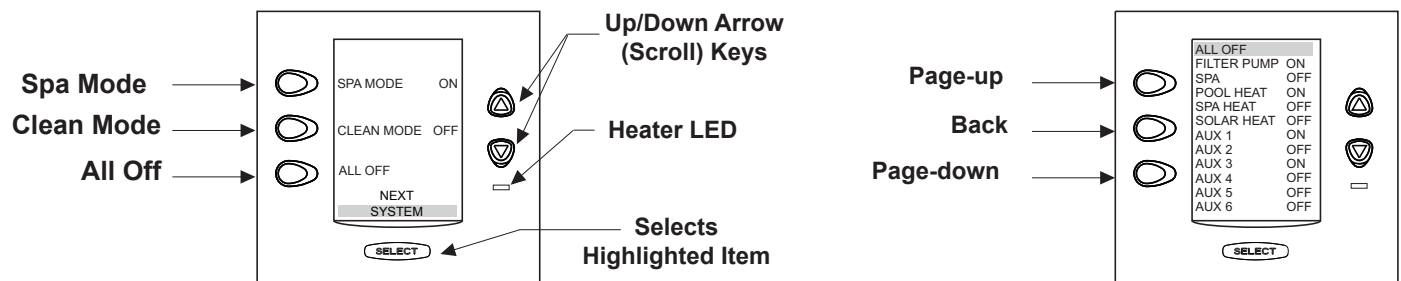 Spa Mode
Clean Mode
All Off
SPA MODE ON
CLEAN MODE OFF
ALL OFF
NEXT
SYSTEM
SELECT
Up/Down Arrow
(Scroll) Keys
Heater LED
Selects
Highlighted Item
Page-up
Back
Page-down
ALL OFF
FILTER PUMP ON
SPA OFF
POOL HEAT ON
SPA HEAT OFF
SOLAR HEAT OFF
AUX 1 ON
AUX 2 OFF
AUX 3 ON
AUX 4 OFF
AUX 5 OFF
AUX 6 OFF
SELECT